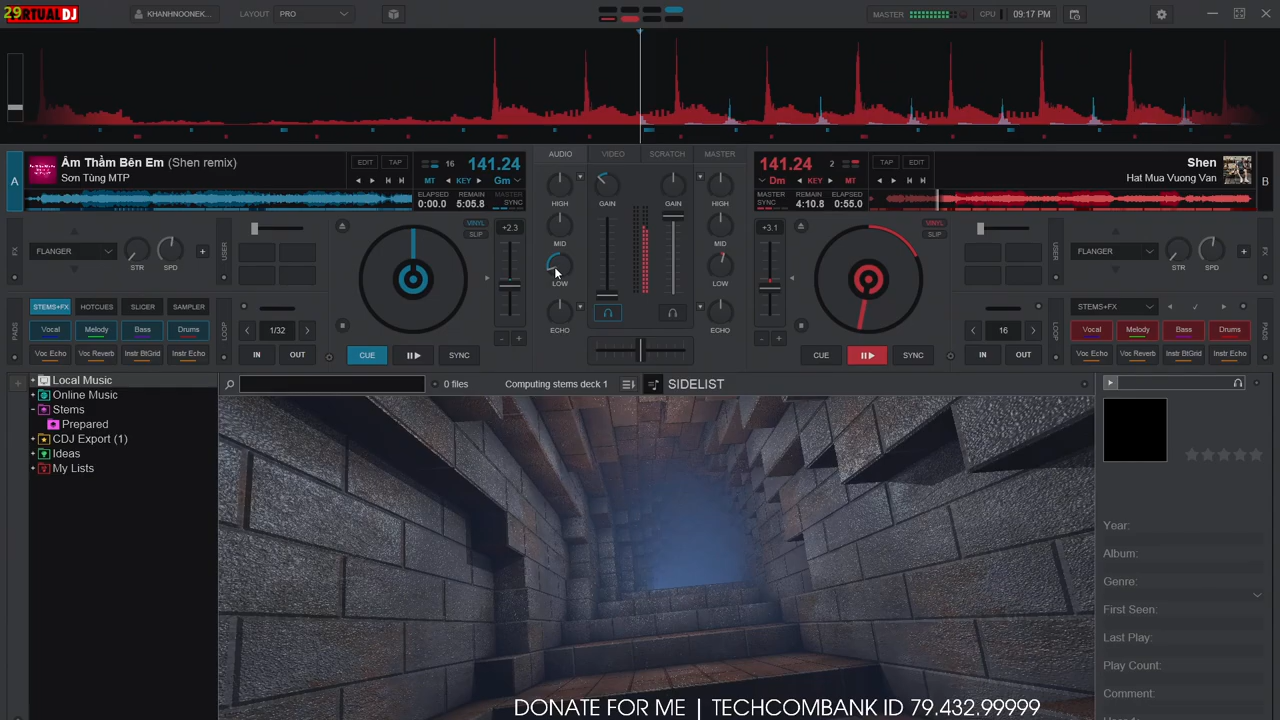 29 RTUALDJ
KHANHNOONEK... LAYOUT PRO MASTER CPU 09:17 PM
A Âm Thầm Bên Em (Shen remix)
Sơn Tùng MTP
EDIT TAP 16 141.24
MT KEY Gm
ELAPSED 0:00.0 REMAIN 5:05.8 MASTER SYNC
AUDIO VIDEO SCRATCH MASTER
141.24 2 TAP EDIT
Dm KEY MT
MASTER SYNC ELAPSED 4:10.8 REMAIN 0:55.0
Shen
Hat Mua Vuong Van
B
HIGH GAIN GAIN HIGH
MID MID
LOW LOW
ECHO ECHO
FX FLANGER STR SPD USER VINYL SLIP +2.3
+3.1 VINYL SLIP USER FLANGER STR SPD FX
PADS STEMS+FX HOTCUES SLICER SAMPLER LOOP
Vocal Melody Bass Drums 1/32
Voc Echo Voc Reverb Instr BtGrid Instr Echo IN OUT CUE SYNC
CUE SYNC
LOOP STEMS+FX PADS
16 Vocal Melody Bass Drums
IN OUT Voc Echo Voc Reverb Instr BtGrid Instr Echo
Local Music
Online Music
Stems
Prepared
CDJ Export (1)
Ideas
My Lists
0 files Computing stems deck 1 SIDELIST
Year:
Album:
Genre:
First Seen:
Last Play:
Play Count:
Comment:
DONATE FOR ME | TECHCOMBANK ID 79.432.99999